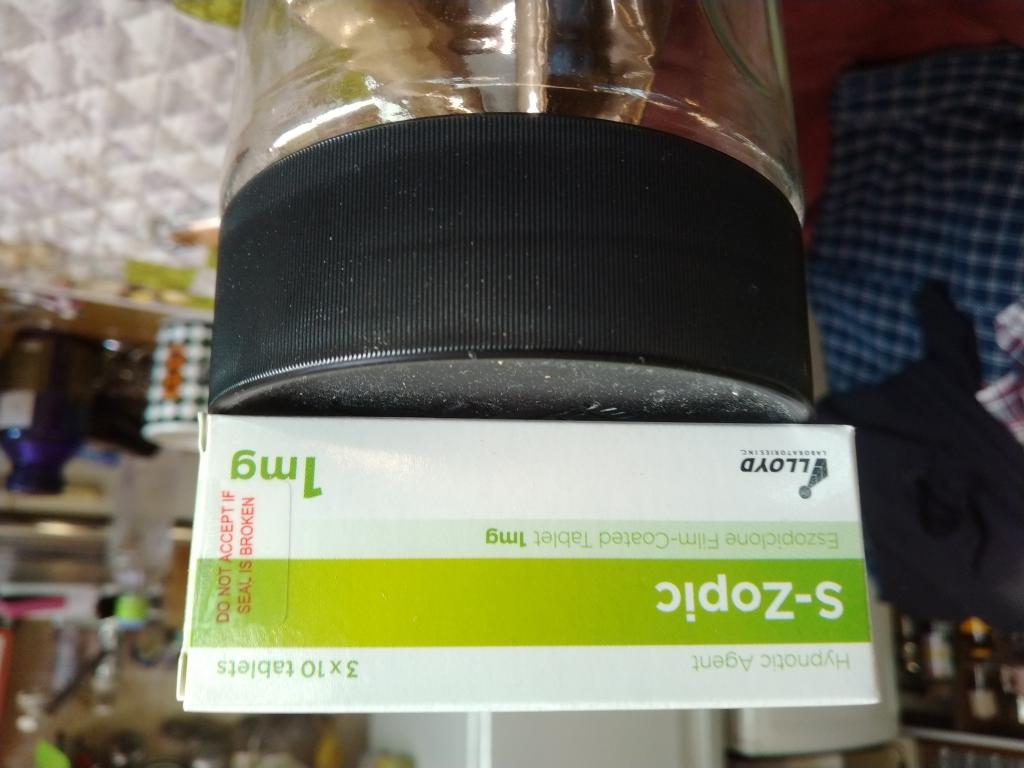 Hypnotic Agent
3 x 10 tablets
S-Zopic
Eszopiclone Film-Coated Tablet 1mg
LLOYD
LABORATORIES INC.
1mg
DO NOT ACCEPT IF
SEAL IS BROKEN